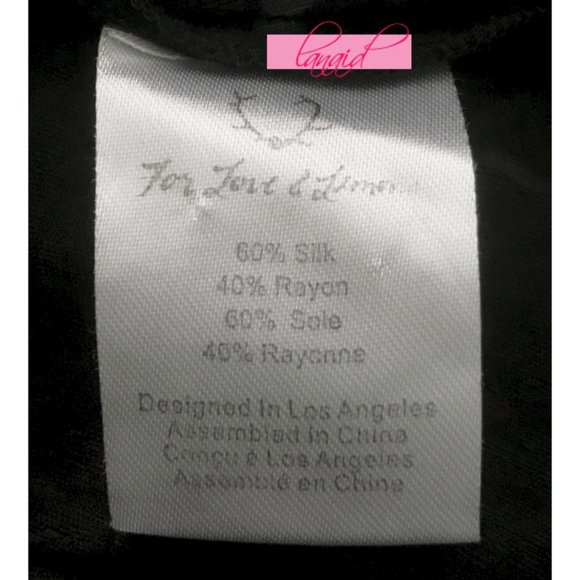 langid
For Love & Lemons
60% Silk
40% Rayon
60% Soie
40% Rayonne
Designed In Los Angeles
Assembled In China
Conçu è Los Angeles
Assemblé en Chine